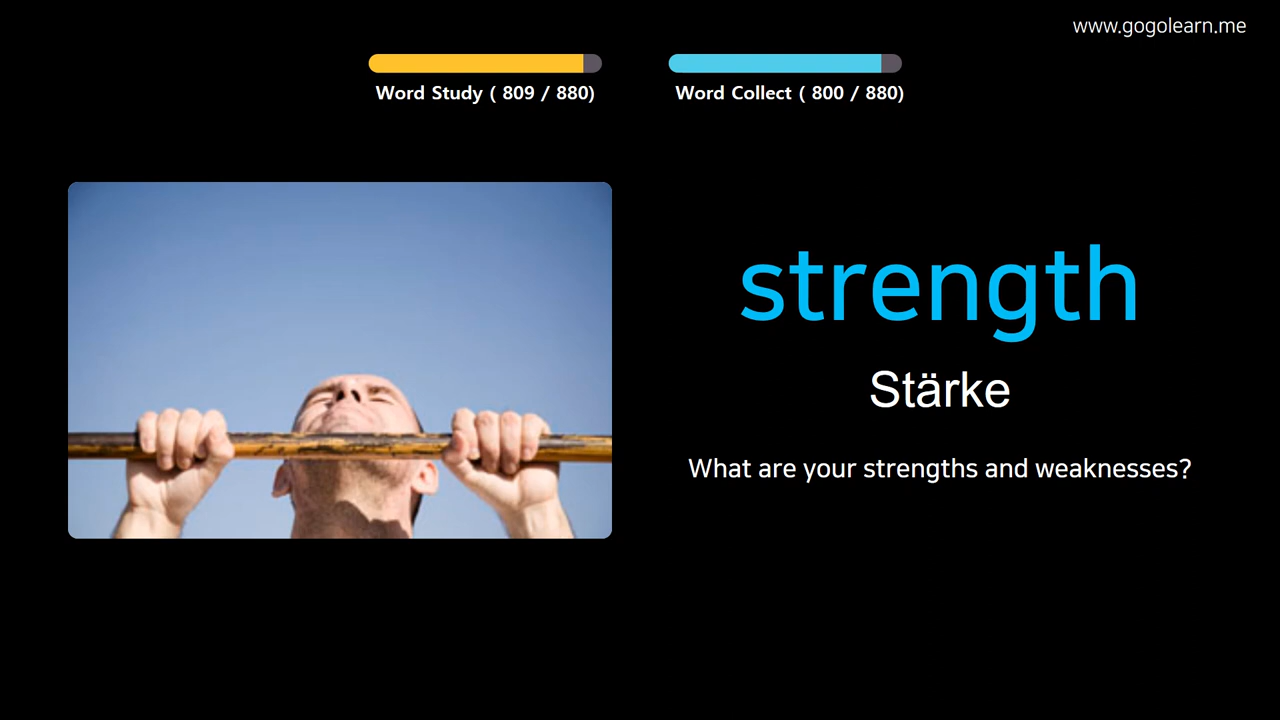 www.gogolearn.me
Word Study ( 809 / 880)
Word Collect ( 800 / 880)
strength
Stärke
What are your strengths and weaknesses?